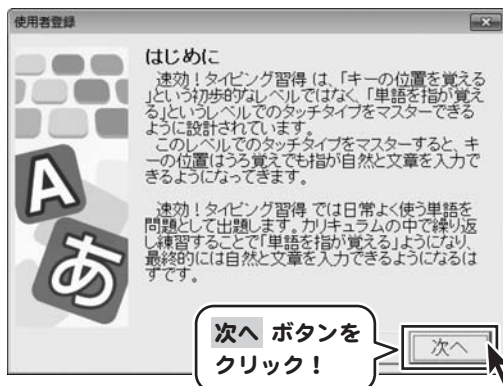 使用者登録
はじめに
速効！タイピング習得 は、「キーの位置を覚える
」という初歩的なレベルではなく、「単語を指が覚え
る」というレベルでのタッチタイプをマスターできる
ように設計されています。
このレベルでのタッチタイプをマスターすると、キ
ーの位置はうろ覚えでも指が自然と文章を入力で
きるようになってきます。
速効！タイピング習得 では日常よく使う単語を
問題として出題します。カリキュラムの中で繰り返
し練習することで「単語を指が覚える」ようになり、
最終的には自然と文章を入力できるようになるは
ずです。
A
あ
次へ ボタンを
クリック！
次へ